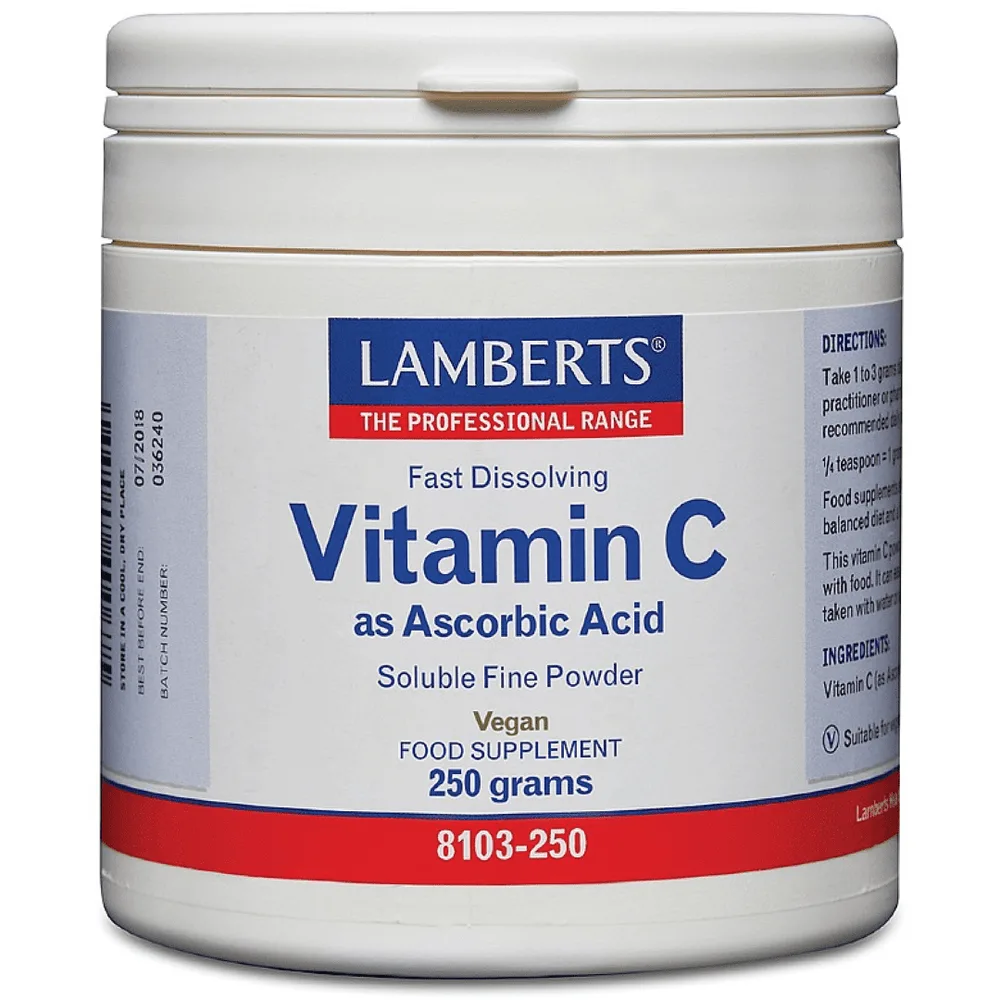 LAMBERTS®
THE PROFESSIONAL RANGE
Fast Dissolving
Vitamin C
as Ascorbic Acid
Soluble Fine Powder
Vegan
FOOD SUPPLEMENT
250 grams
8103-250
STORE IN A COOL, DRY PLACE
BEST BEFORE END: 07/2018
BATCH NUMBER: 036240
DIRECTIONS:
Take 1 to 3 grams
practitioner or
recommended
¼ teaspoon = 1
Food
balanced diet and
This vitamin C
with food. It can
taken with water
INGREDIENTS:
Vitamin C (as
Ⓥ Suitable for
Lamberts